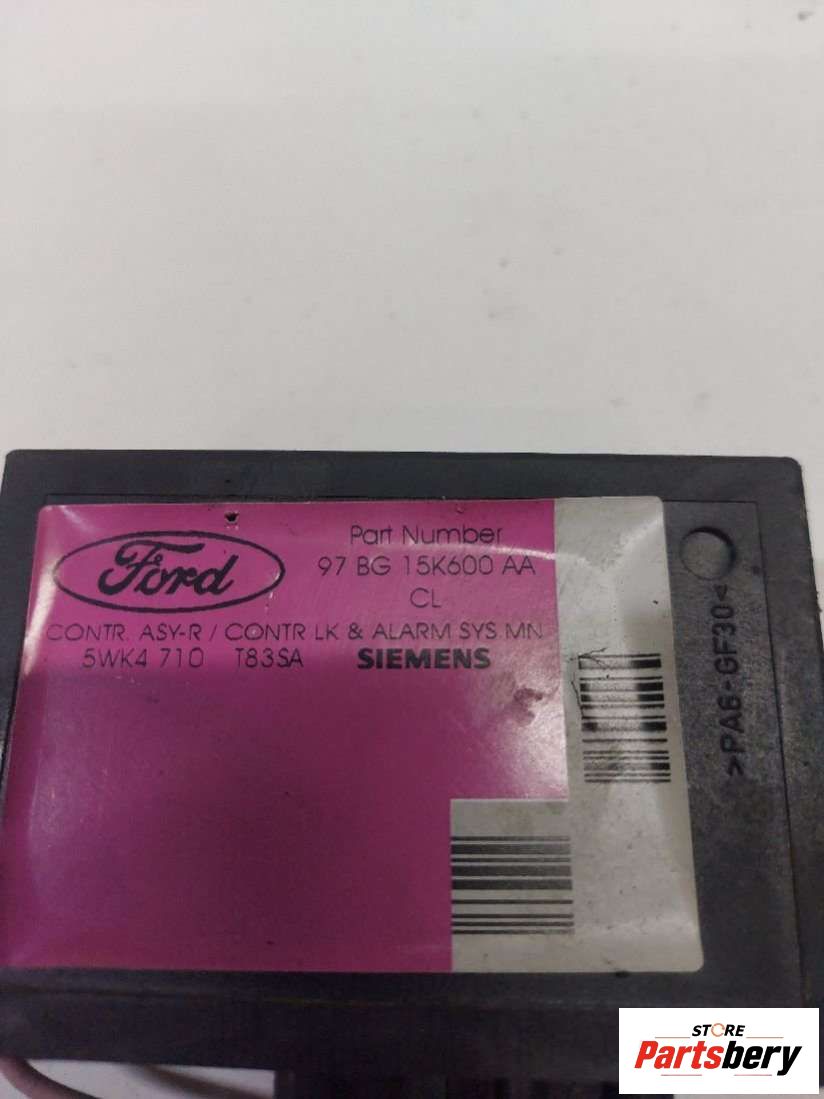 Ford
Part Number
97 BG 15K600 AA
CL
CONTR. ASY-R / CONTR LK & ALARM SYS MN
5WK4 710 T83SA SIEMENS
>PA6-GF30<
STORE
Partsbery